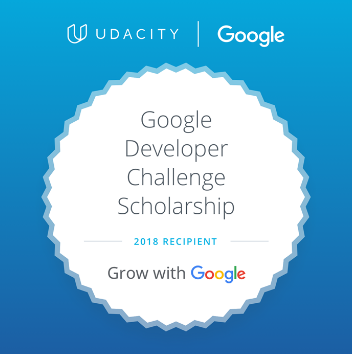 UDACITY Google
Google
Developer
Challenge
Scholarship
2018 RECIPIENT
Grow with Google